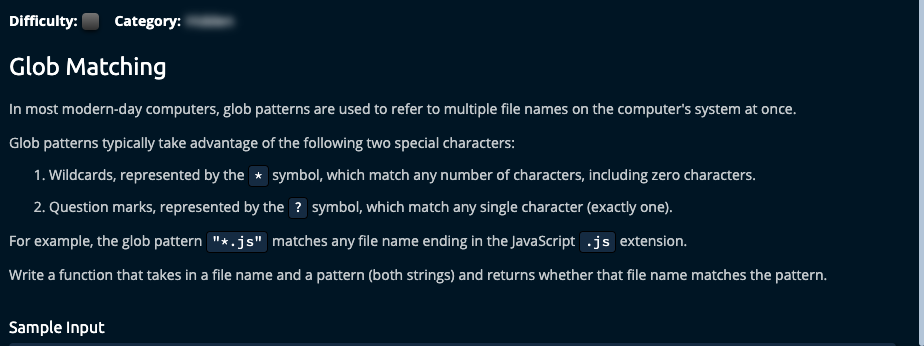 Difficulty: Category:
Glob Matching
In most modern-day computers, glob patterns are used to refer to multiple file names on the computer's system at once.
Glob patterns typically take advantage of the following two special characters:
1. Wildcards, represented by the * symbol, which match any number of characters, including zero characters.
2. Question marks, represented by the ? symbol, which match any single character (exactly one).
For example, the glob pattern "*.js" matches any file name ending in the JavaScript .js extension.
Write a function that takes in a file name and a pattern (both strings) and returns whether that file name matches the pattern.
Sample Input